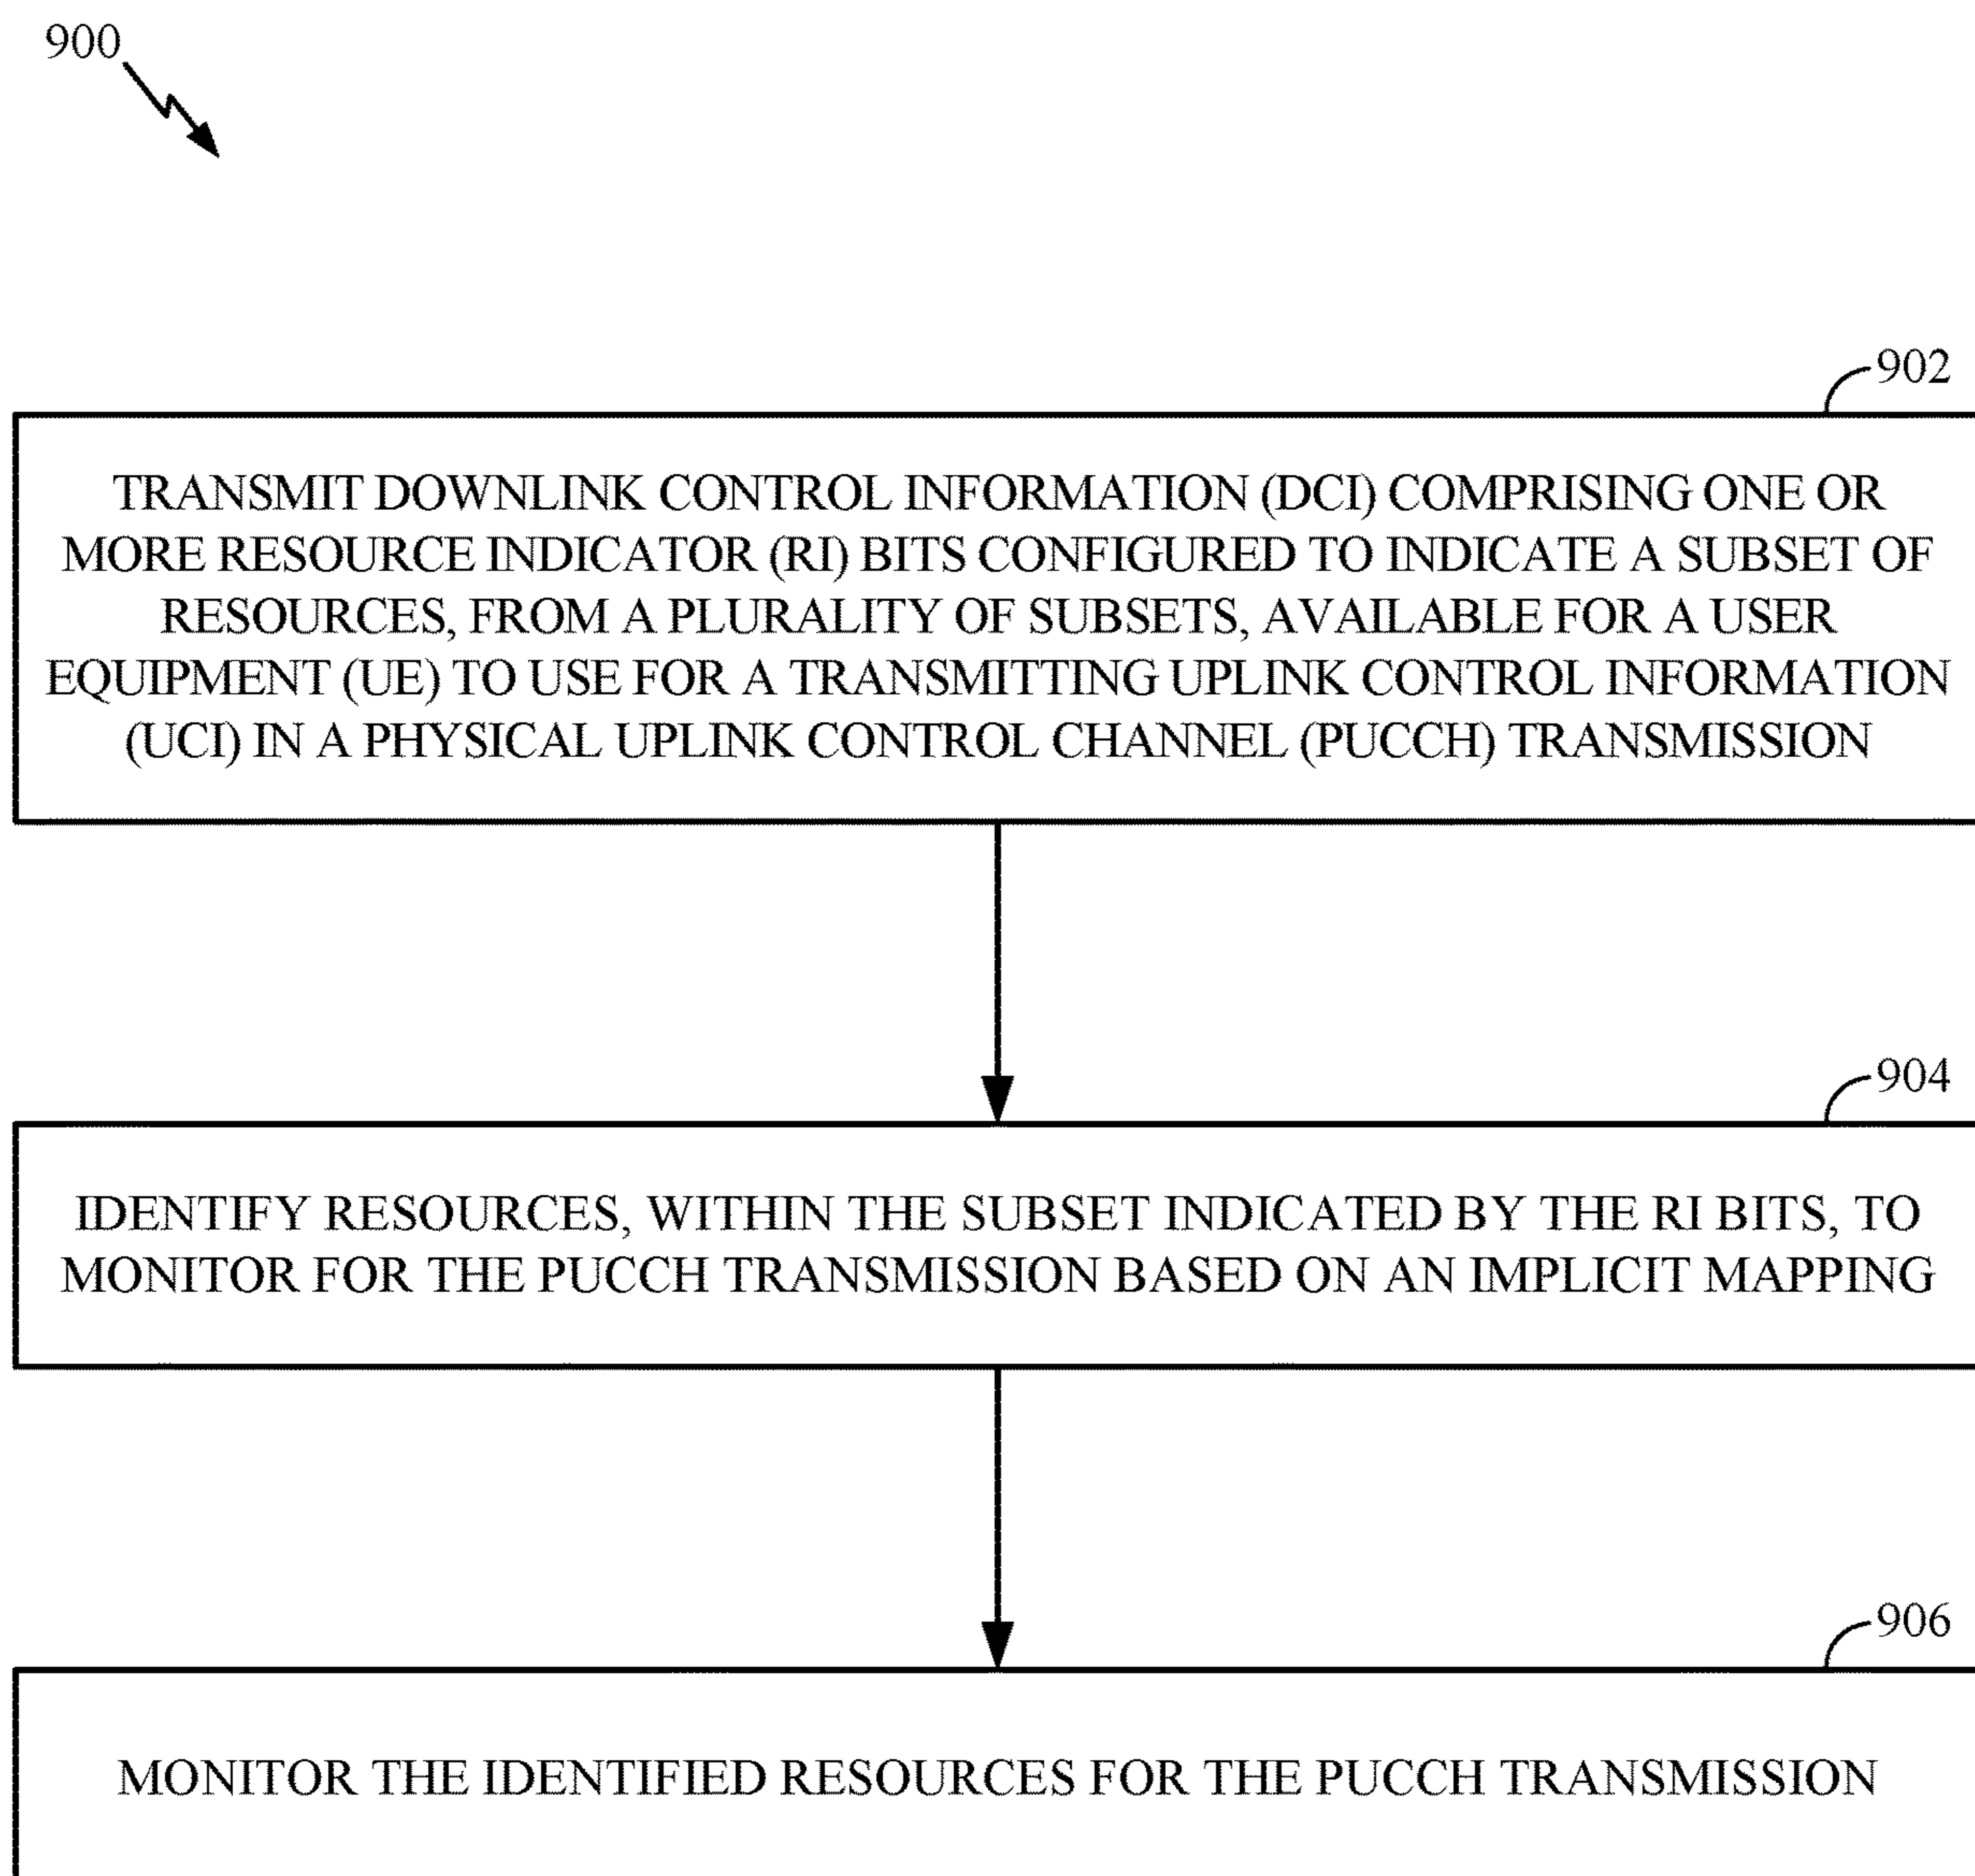 900
902
TRANSMIT DOWNLINK CONTROL INFORMATION (DCI) COMPRISING ONE OR
MORE RESOURCE INDICATOR (RI) BITS CONFIGURED TO INDICATE A SUBSET OF
RESOURCES, FROM A PLURALITY OF SUBSETS, AVAILABLE FOR A USER
EQUIPMENT (UE) TO USE FOR A TRANSMITTING UPLINK CONTROL INFORMATION
(UCI) IN A PHYSICAL UPLINK CONTROL CHANNEL (PUCCH) TRANSMISSION
904
IDENTIFY RESOURCES, WITHIN THE SUBSET INDICATED BY THE RI BITS, TO
MONITOR FOR THE PUCCH TRANSMISSION BASED ON AN IMPLICIT MAPPING
906
MONITOR THE IDENTIFIED RESOURCES FOR THE PUCCH TRANSMISSION